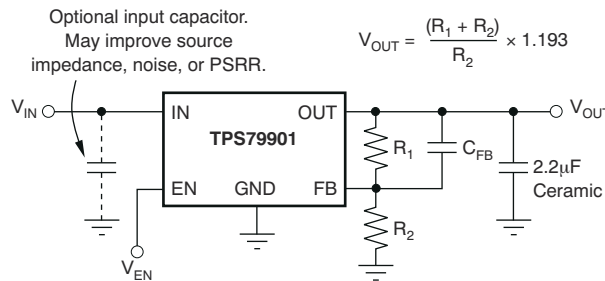 Optional input capacitor.
May improve source
impedance, noise, or PSRR.
V_OUT = (R_1 + R_2) / R_2 × 1.193
V_IN
IN
OUT
V_OUT
TPS79901
R_1
C_FB
2.2μF
Ceramic
EN
GND
FB
R_2
V_EN